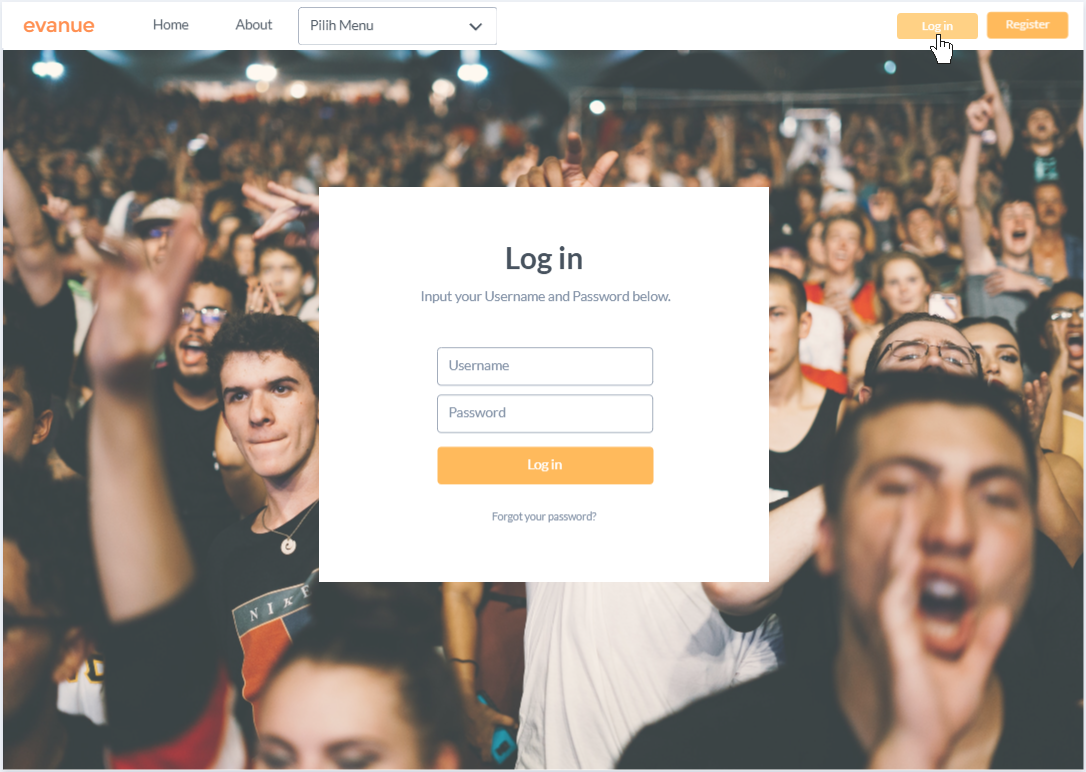 evanue
Home
About
Pilih Menu
Log in
Register
Log in
Input your Username and Password below.
Username
Password
Log in
Forgot your password?
NIKE